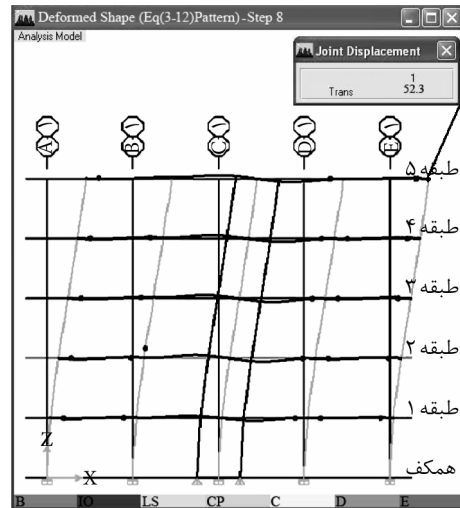 Deformed Shape (Eq(3-12)Pattern)-Step 8
Analysis Model
Joint Displacement
1
Trans 52.3
A B C D E
طبقه ۵
طبقه ۴
طبقه ۳
طبقه ۲
طبقه ۱
همکف
Z
X
B IO LS CP C D E